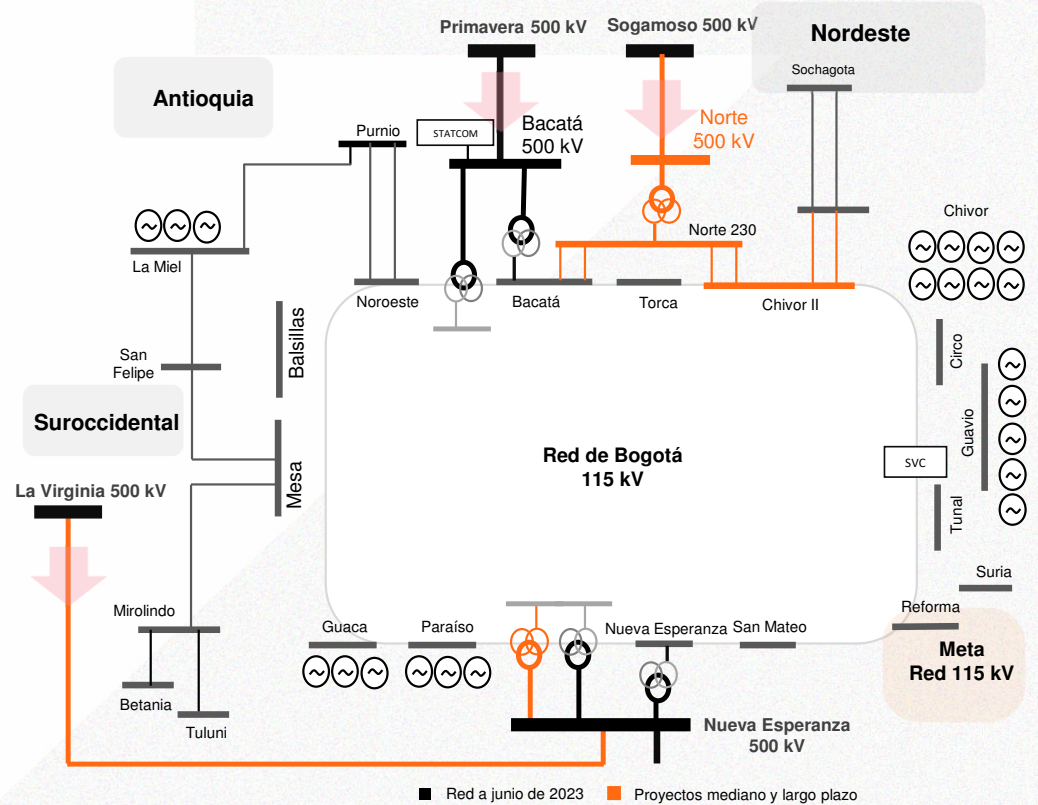 Primavera 500 kV
Sogamoso 500 kV
Nordeste
Sochagota
Antioquia
Purnio
STATCOM
Bacatá
500 kV
Norte
500 kV
Chivor
La Miel
Norte 230
Noroeste
Bacatá
Torca
Chivor II
Balsillas
San
Felipe
Circo
Guavio
Suroccidental
Mesa
Red de Bogotá
115 kV
SVC
Tunal
La Virginia 500 kV
Suria
Mirolindo
Reforma
Guaca
Paraíso
Nueva Esperanza
San Mateo
Meta
Red 115 kV
Betania
Tuluni
Nueva Esperanza
500 kV
Red a junio de 2023
Proyectos mediano y largo plazo